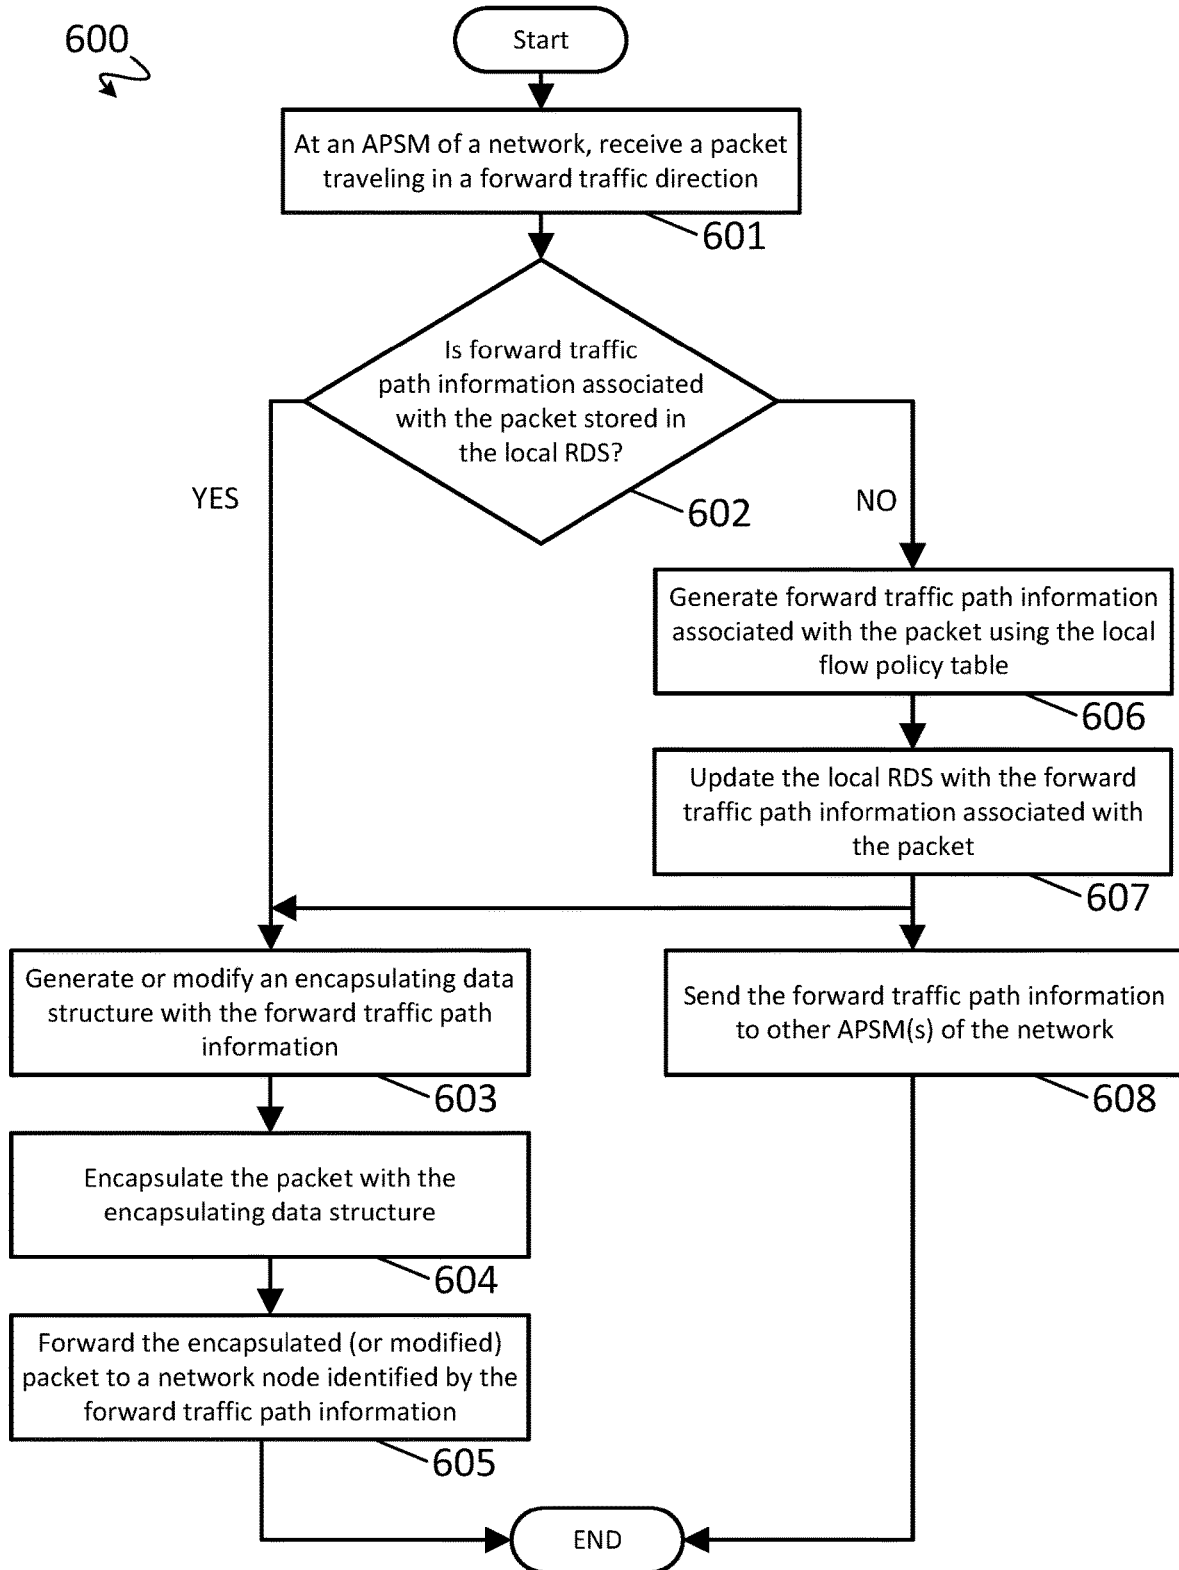 600
Start
At an APSM of a network, receive a packet
traveling in a forward traffic direction
601
Is forward traffic
path information associated
with the packet stored in
the local RDS?
602
YES
NO
Generate forward traffic path information
associated with the packet using the local
flow policy table
606
Update the local RDS with the forward
traffic path information associated with
the packet
607
Generate or modify an encapsulating data
structure with the forward traffic path
information
603
Send the forward traffic path information
to other APSM(s) of the network
608
Encapsulate the packet with the
encapsulating data structure
604
Forward the encapsulated (or modified)
packet to a network node identified by the
forward traffic path information
605
END